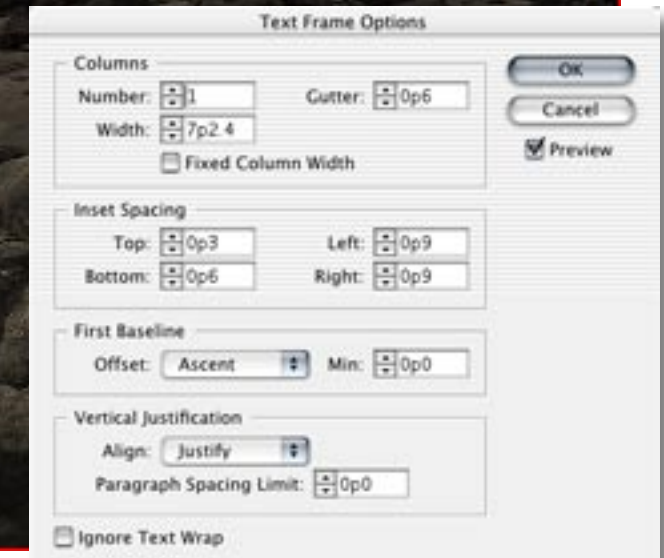 Text Frame Options
Columns
Number: 1 Gutter: 0p6
Width: 7p2.4
Fixed Column Width
OK
Cancel
Preview
Inset Spacing
Top: 0p3 Left: 0p9
Bottom: 0p6 Right: 0p9
First Baseline
Offset: Ascent Min: 0p0
Vertical Justification
Align: Justify
Paragraph Spacing Limit: 0p0
Ignore Text Wrap